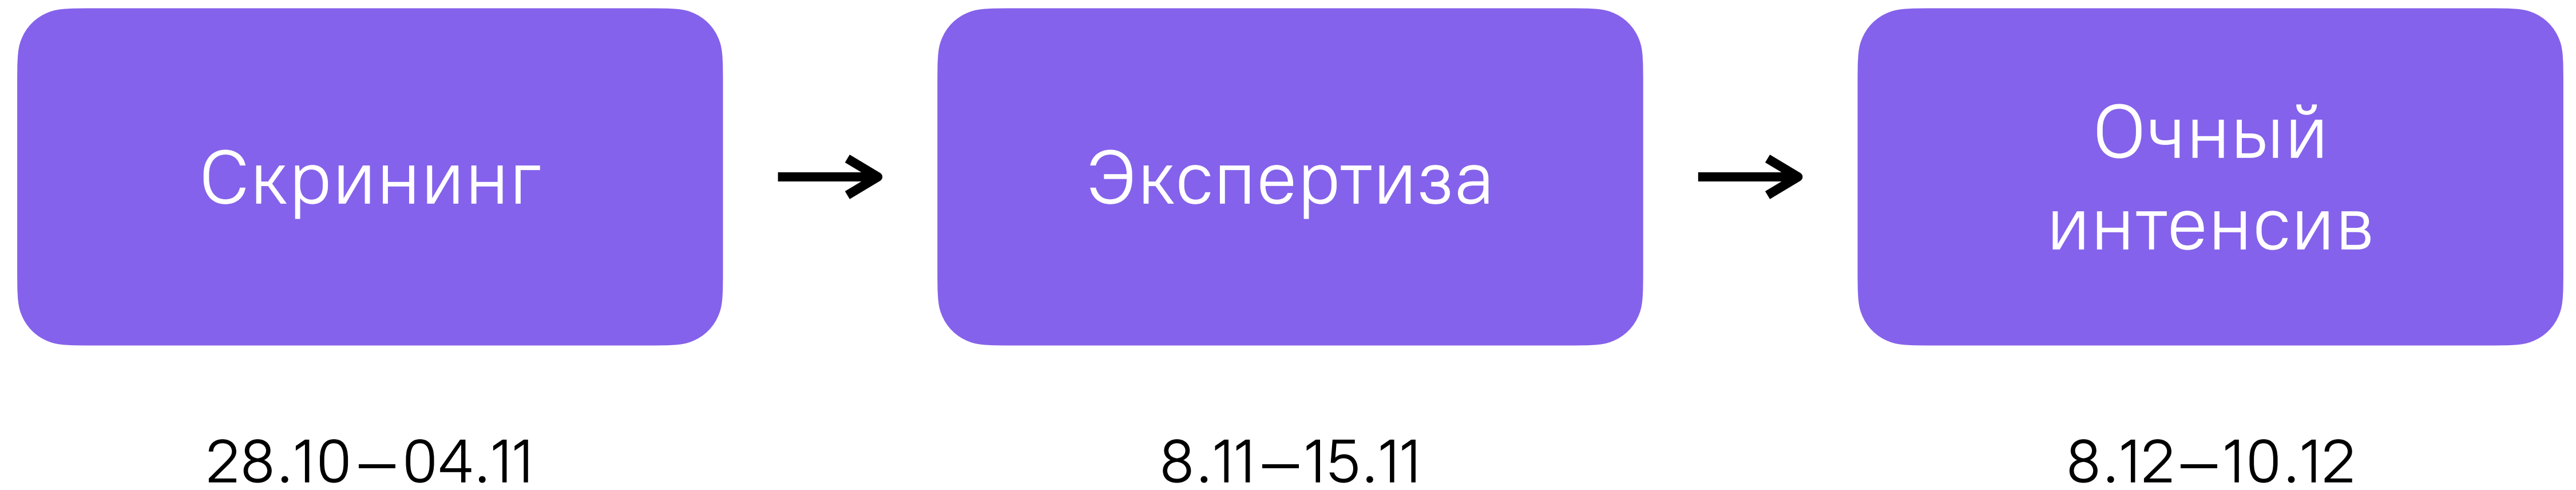 Скрининг
Экспертиза
Очный
интенсив
28.10—04.11
8.11—15.11
8.12—10.12